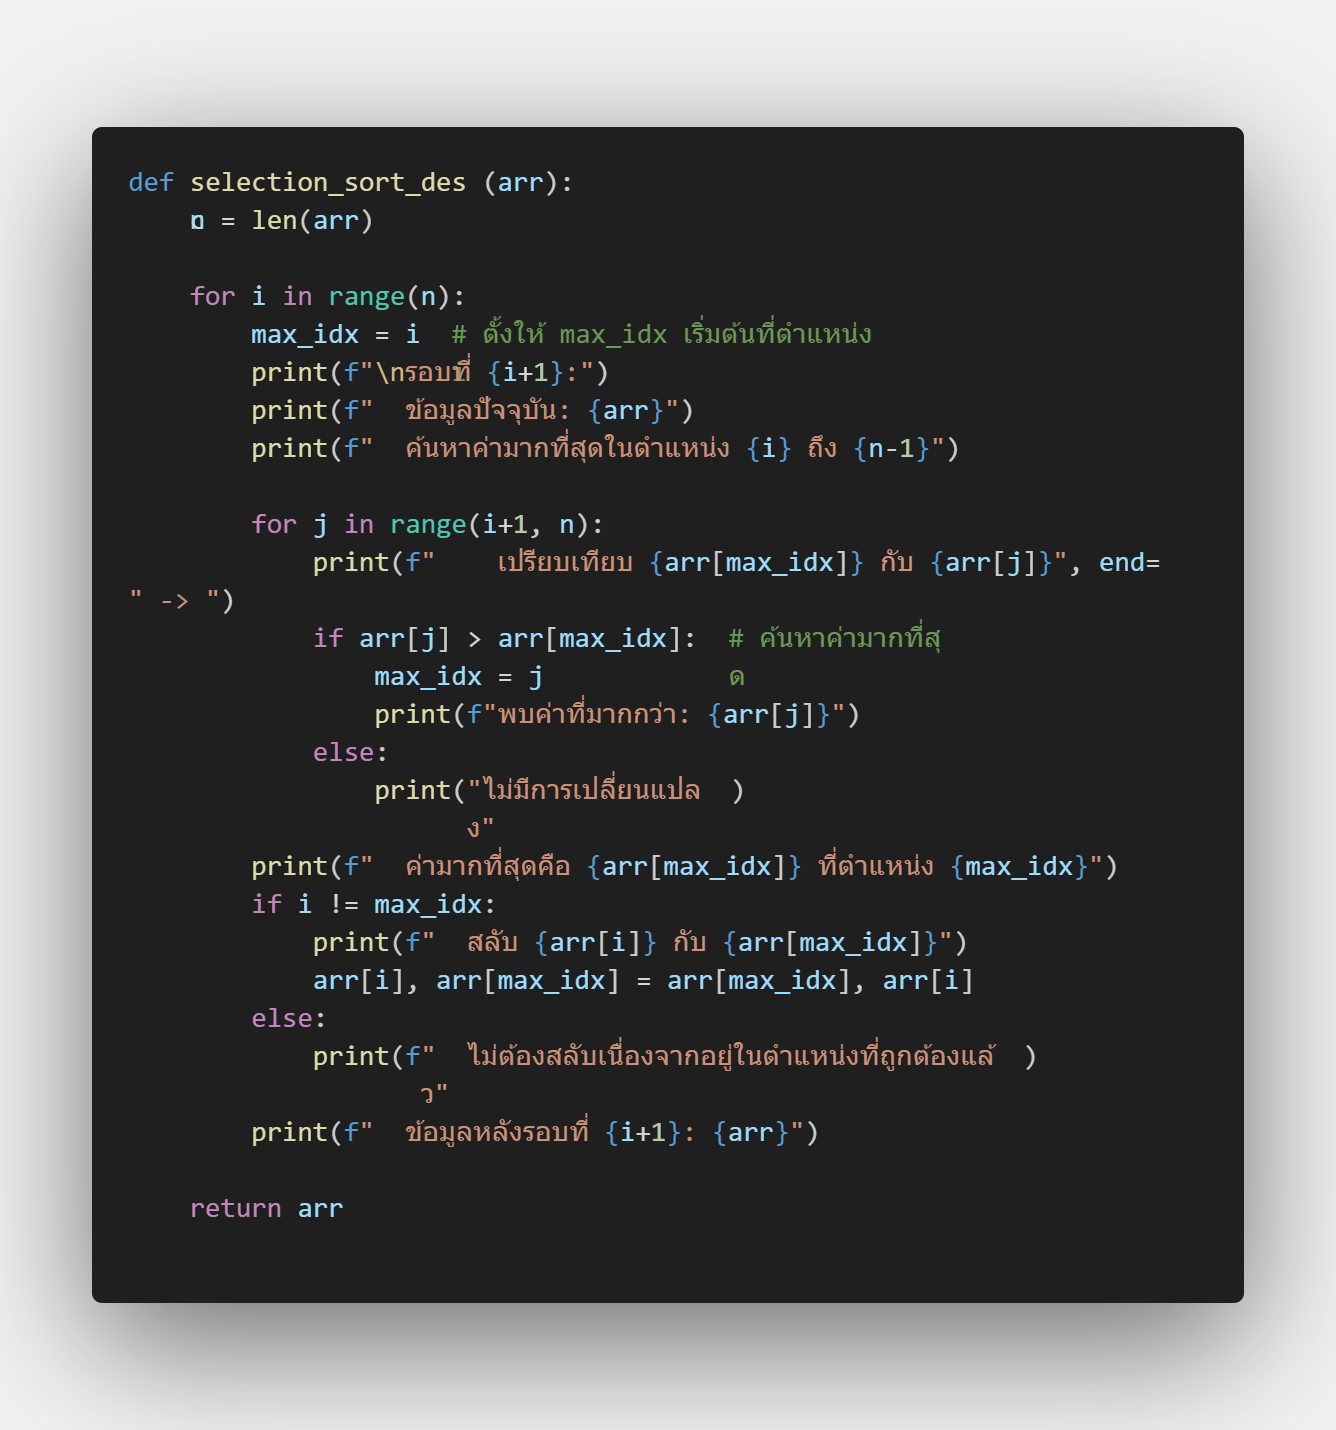 def selection_sort_des (arr):
    n = len(arr)

    for i in range(n):
        max_idx = i  # ตั้งให้ max_idx เริ่มต้นที่ตำแหน่ง
        print(f"\nรอบที่ {i+1}:")
        print(f"  ข้อมูลปัจจุบัน: {arr}")
        print(f"  ค้นหาค่ามากที่สุดในตำแหน่ง {i} ถึง {n-1}")

        for j in range(i+1, n):
            print(f"    เปรียบเทียบ {arr[max_idx]} กับ {arr[j]}", end=
" -> ")
            if arr[j] > arr[max_idx]:  # ค้นหาค่ามากที่สุ
                max_idx = j            ด
                print(f"พบค่าที่มากกว่า: {arr[j]}")
            else:
                print("ไม่มีการเปลี่ยนแปล  )
                      ง"
        print(f"  ค่ามากที่สุดคือ {arr[max_idx]} ที่ตำแหน่ง {max_idx}")
        if i != max_idx:
            print(f"  สลับ {arr[i]} กับ {arr[max_idx]}")
            arr[i], arr[max_idx] = arr[max_idx], arr[i]
        else:
            print(f"  ไม่ต้องสลับเนื่องจากอยู่ในตำแหน่งที่ถูกต้องแล้  )
                   ว"
        print(f"  ข้อมูลหลังรอบที่ {i+1}: {arr}")

    return arr